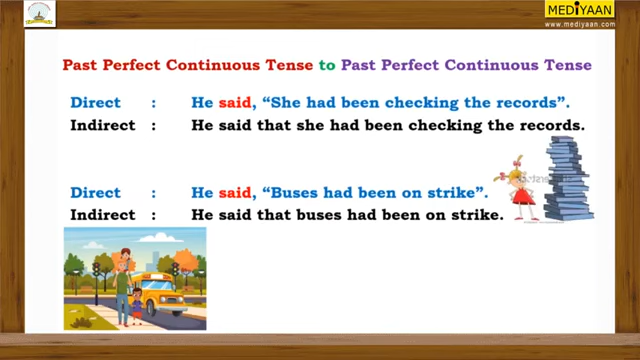 MEDIYAAN
www.mediyaan.com
Past Perfect Continuous Tense to Past Perfect Continuous Tense
Direct : He said, “She had been checking the records”.
Indirect : He said that she had been checking the records.
Direct : He said, “Buses had been on strike”.
Indirect : He said that buses had been on strike.